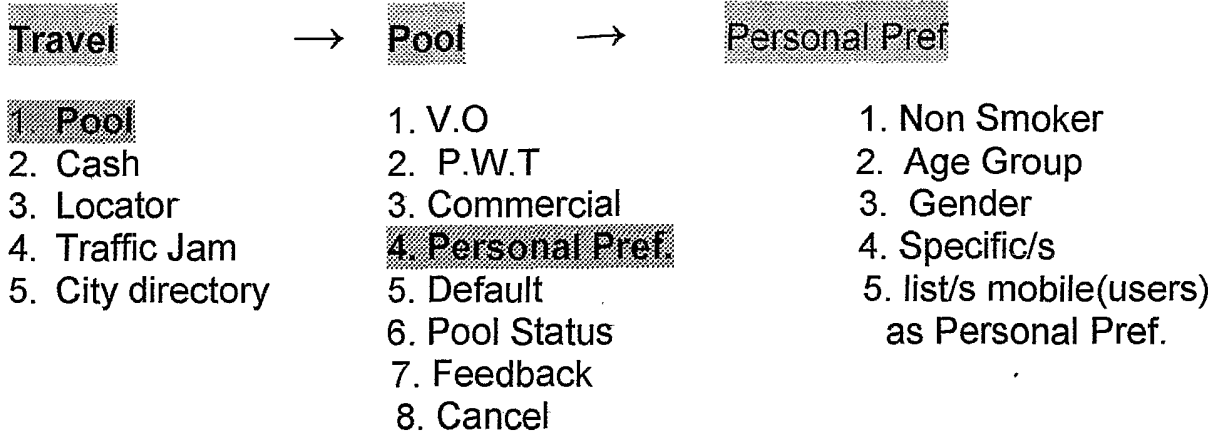 Travel → Pool → Personal Pref
1. Pool
2. Cash
3. Locator
4. Traffic Jam
5. City directory
1. V.O
2. P.W.T
3. Commercial
4. Personal Pref.
5. Default
6. Pool Status
7. Feedback
8. Cancel
1. Non Smoker
2. Age Group
3. Gender
4. Specific/s
5. list/s mobile(users)
as Personal Pref.